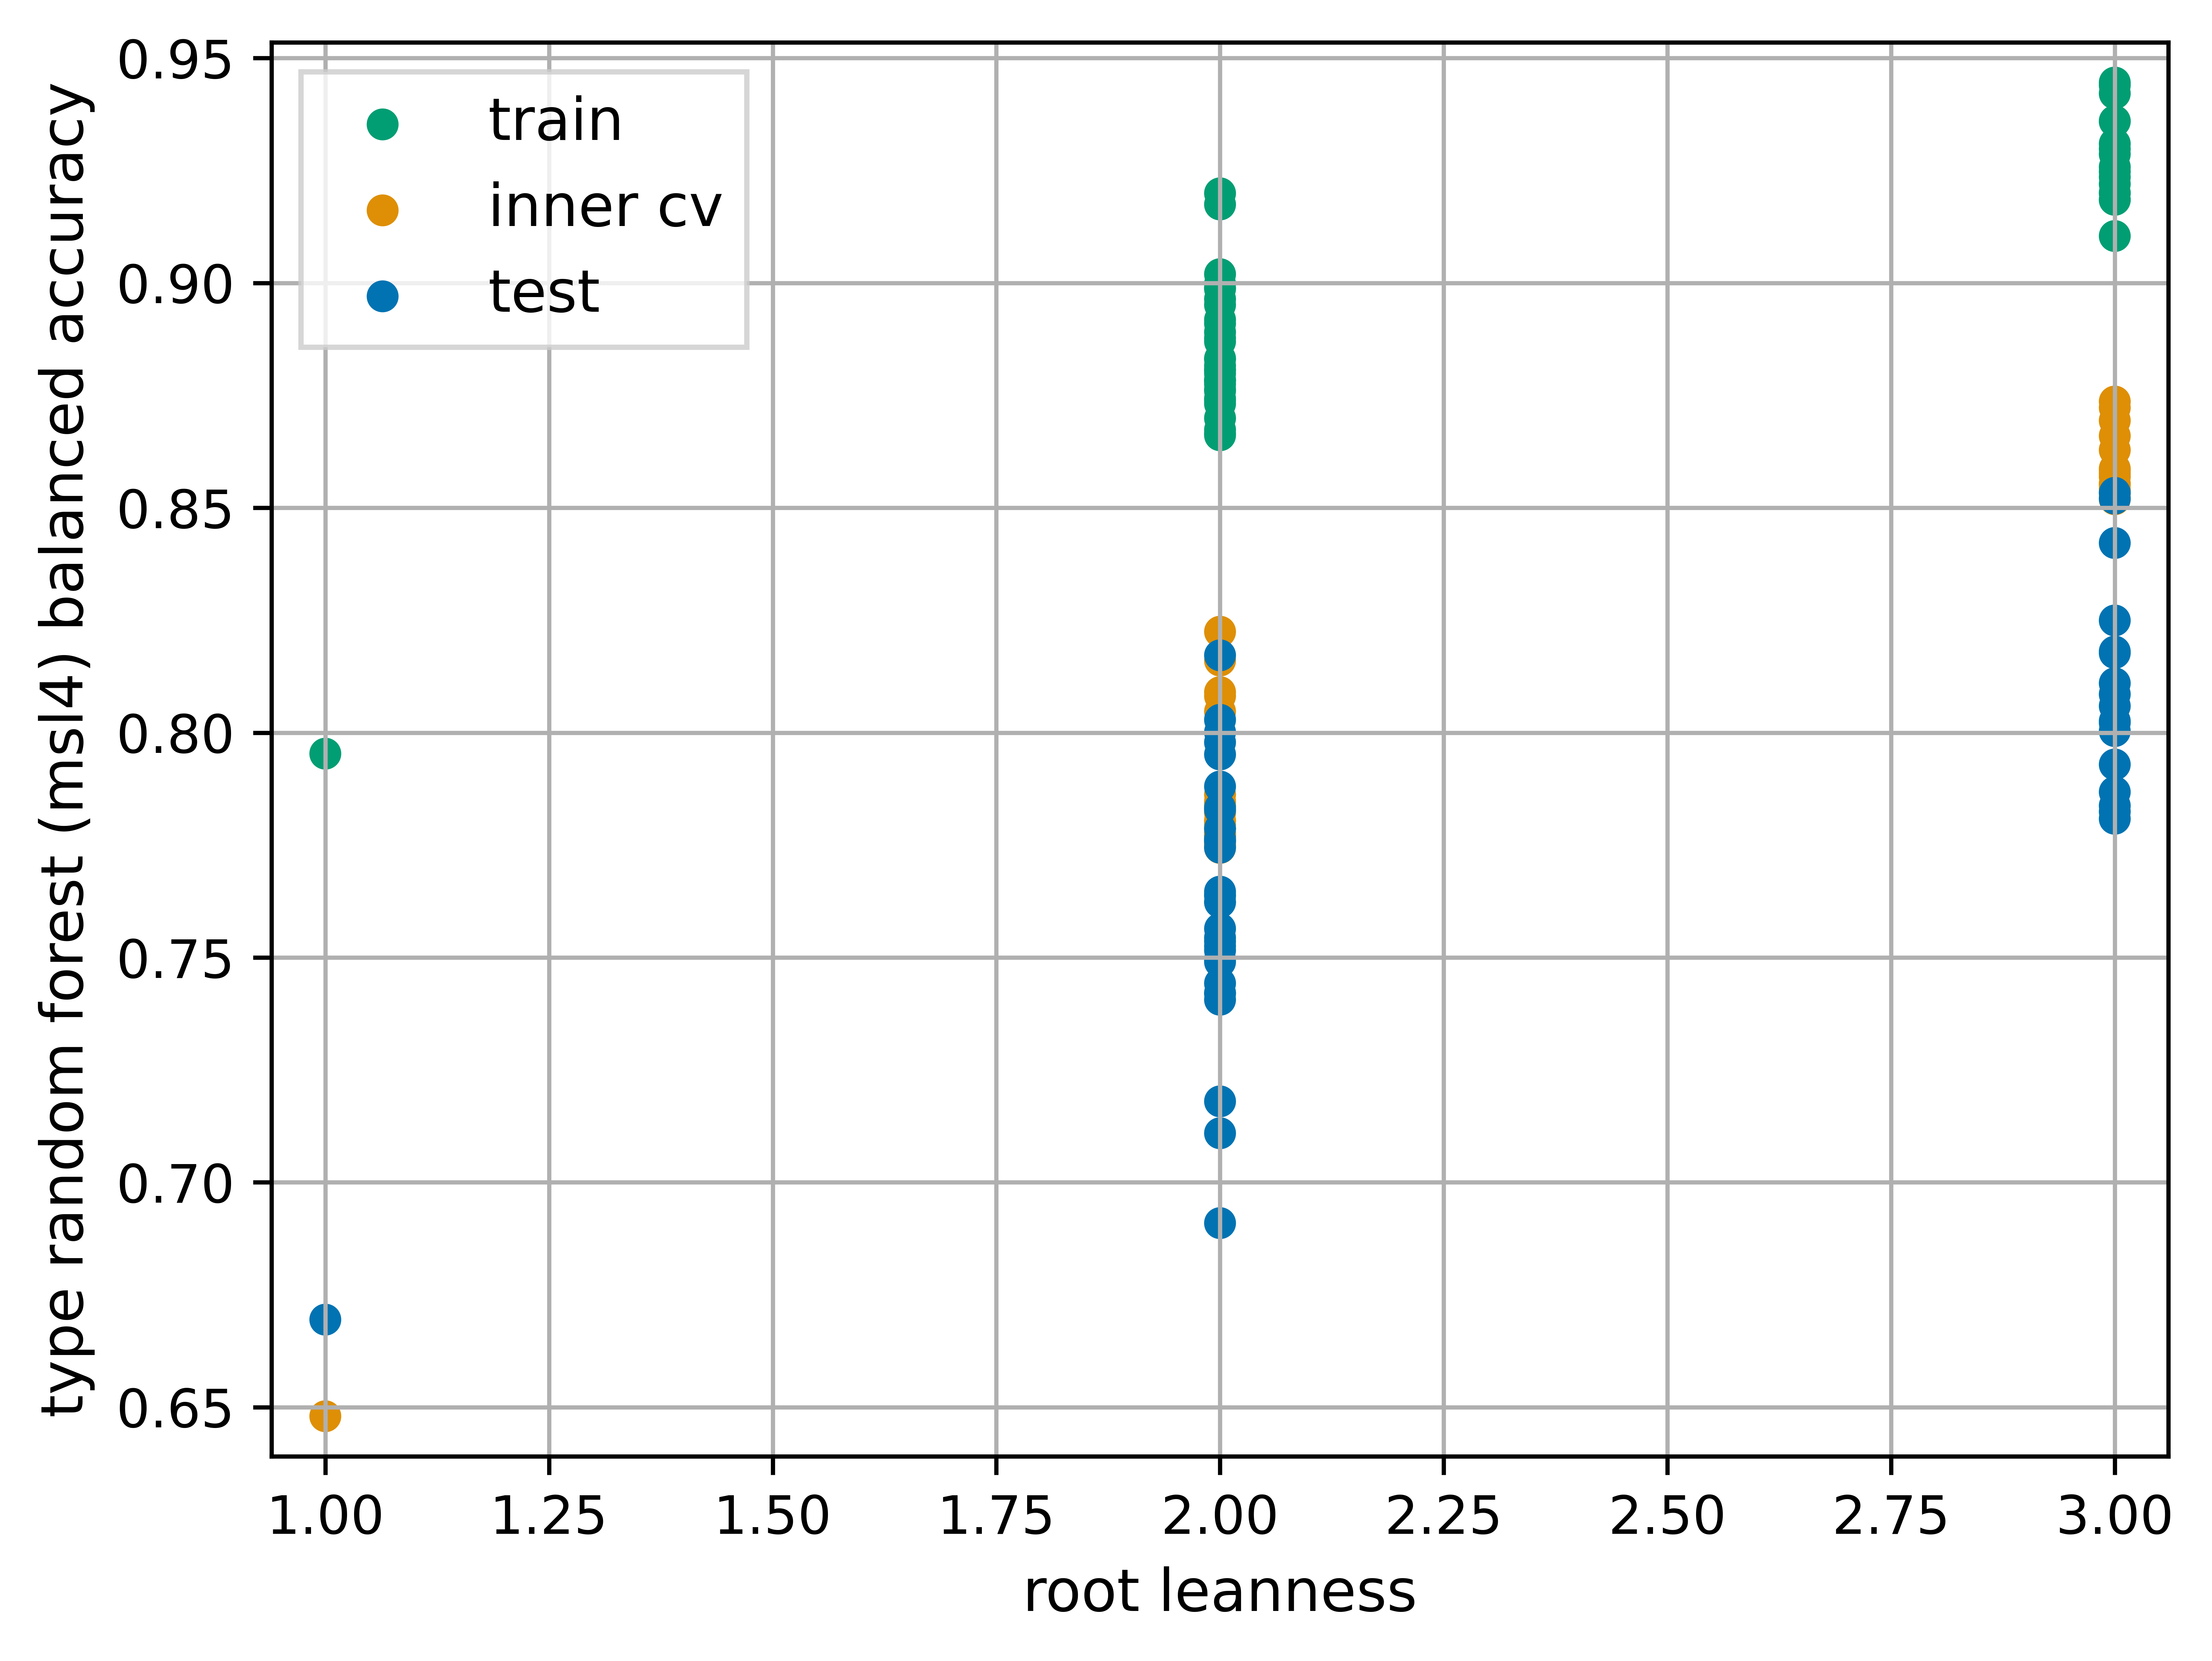 0.95
0.90
0.85
0.80
0.75
0.70
0.65
type random forest (msl4) balanced accuracy
train
inner cv
test
1.00 1.25 1.50 1.75 2.00 2.25 2.50 2.75 3.00
root leanness